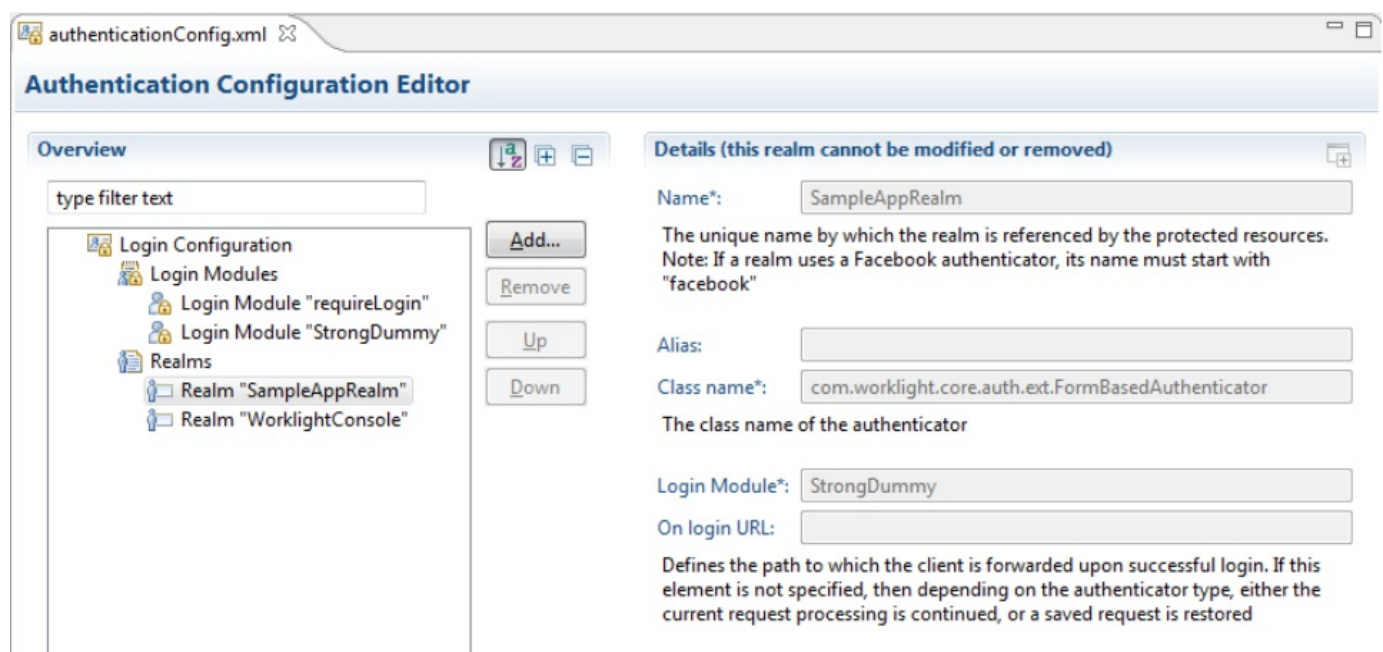 authenticationConfig.xml
Authentication Configuration Editor
Overview
type filter text
Login Configuration
Login Modules
Login Module "requireLogin"
Login Module "StrongDummy"
Realms
Realm "SampleAppRealm"
Realm "WorklightConsole"
Add...
Remove
Up
Down
Details (this realm cannot be modified or removed)
Name*: SampleAppRealm
The unique name by which the realm is referenced by the protected resources.
Note: If a realm uses a Facebook authenticator, its name must start with
"facebook"
Alias:
Class name*: com.worklight.core.auth.ext.FormBasedAuthenticator
The class name of the authenticator
Login Module*: StrongDummy
On login URL:
Defines the path to which the client is forwarded upon successful login. If this
element is not specified, then depending on the authenticator type, either the
current request processing is continued, or a saved request is restored